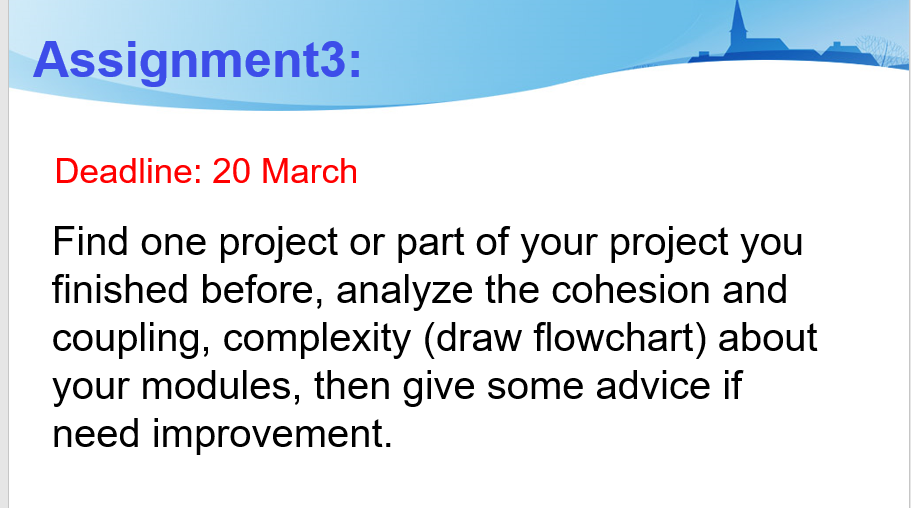 Assignment3:
Deadline: 20 March
Find one project or part of your project you
finished before, analyze the cohesion and
coupling, complexity (draw flowchart) about
your modules, then give some advice if
need improvement.